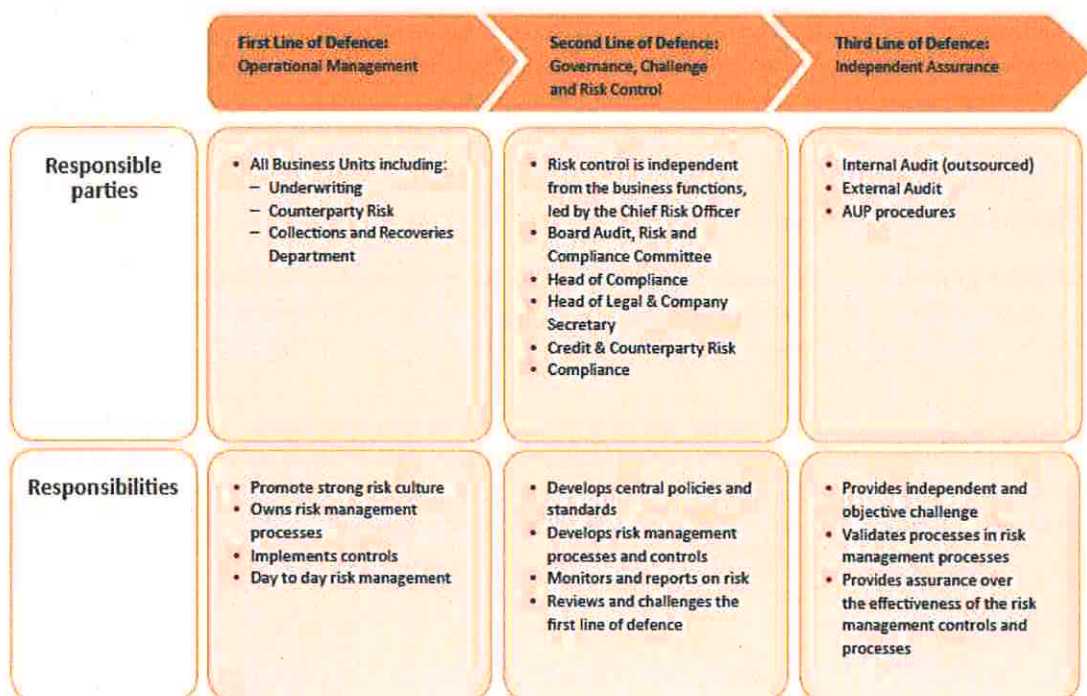 First Line of Defence:
Operational Management
Second Line of Defence:
Governance, Challenge
and Risk Control
Third Line of Defence:
Independent Assurance
Responsible
parties
• All Business Units including:
– Underwriting
– Counterparty Risk
– Collections and Recoveries
Department
• Risk control is independent
from the business functions,
led by the Chief Risk Officer
• Board Audit, Risk and
Compliance Committee
• Head of Compliance
• Head of Legal & Company
Secretary
• Credit & Counterparty Risk
• Compliance
• Internal Audit (outsourced)
• External Audit
• AUP procedures
Responsibilities
• Promote strong risk culture
• Owns risk management
processes
• Implements controls
• Day to day risk management
• Develops central policies and
standards
• Develops risk management
processes and controls
• Monitors and reports on risk
• Reviews and challenges the
first line of defence
• Provides independent and
objective challenge
• Validates processes in risk
management processes
• Provides assurance over
the effectiveness of the risk
management controls and
processes